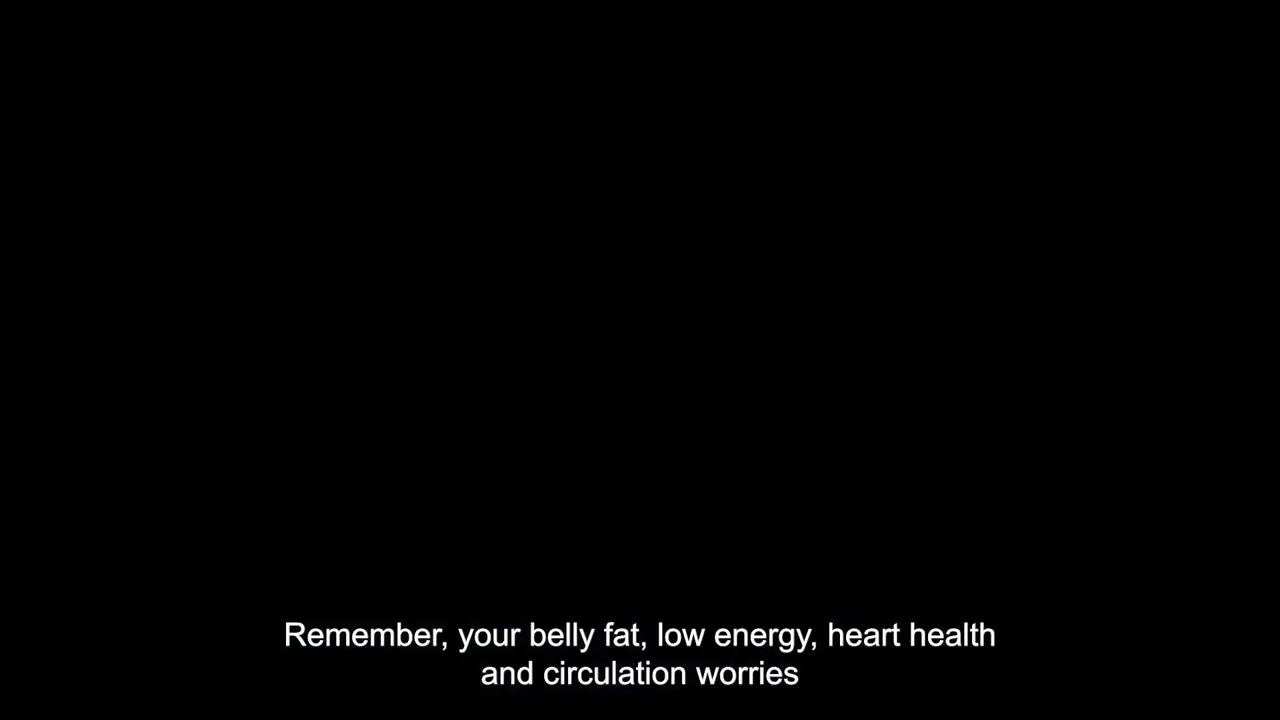 Remember, your belly fat, low energy, heart health
and circulation worries